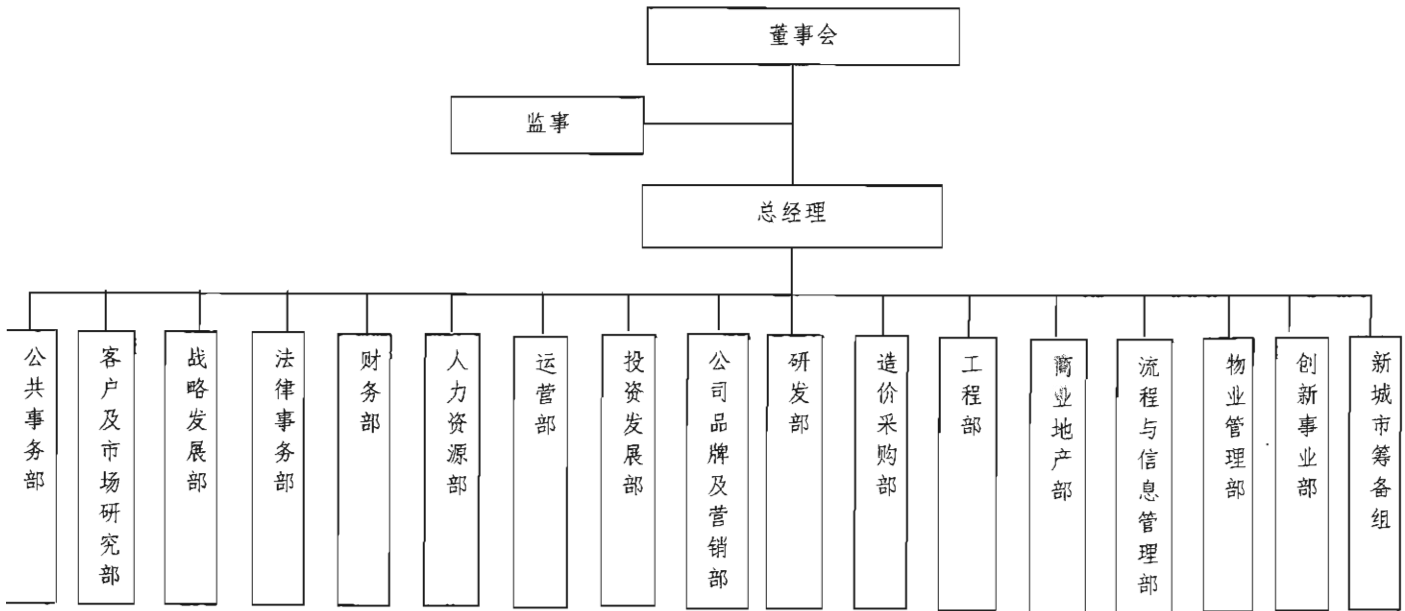 董事会
监事
总经理
公共事务部
客户及市场研究部
战略发展部
法律事务部
财务部
人力资源部
运营部
投资发展部
公司品牌及营销部
研发部
造价采购部
工程部
商业地产部
流程与信息管理部
物业管理部
创新事业部
新城市筹备组